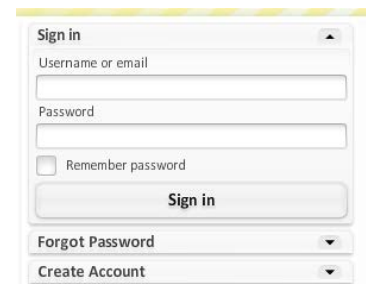 Sign in
Username or email
Password
Remember password
Sign in
Forgot Password
Create Account